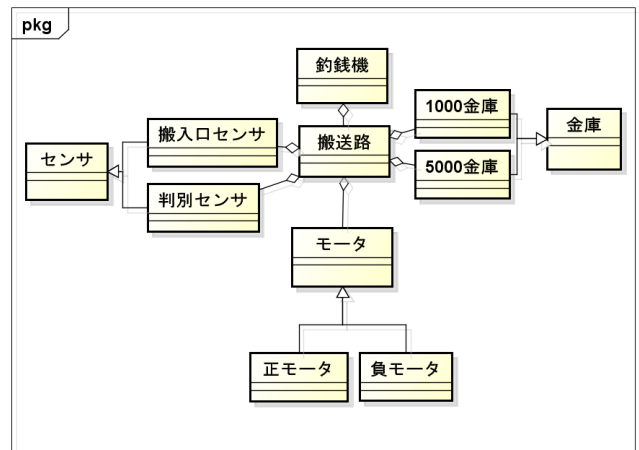 pkg
釣銭機
1000金庫
搬入口センサ
搬送路
金庫
センサ
5000金庫
判別センサ
モータ
正モータ
負モータ